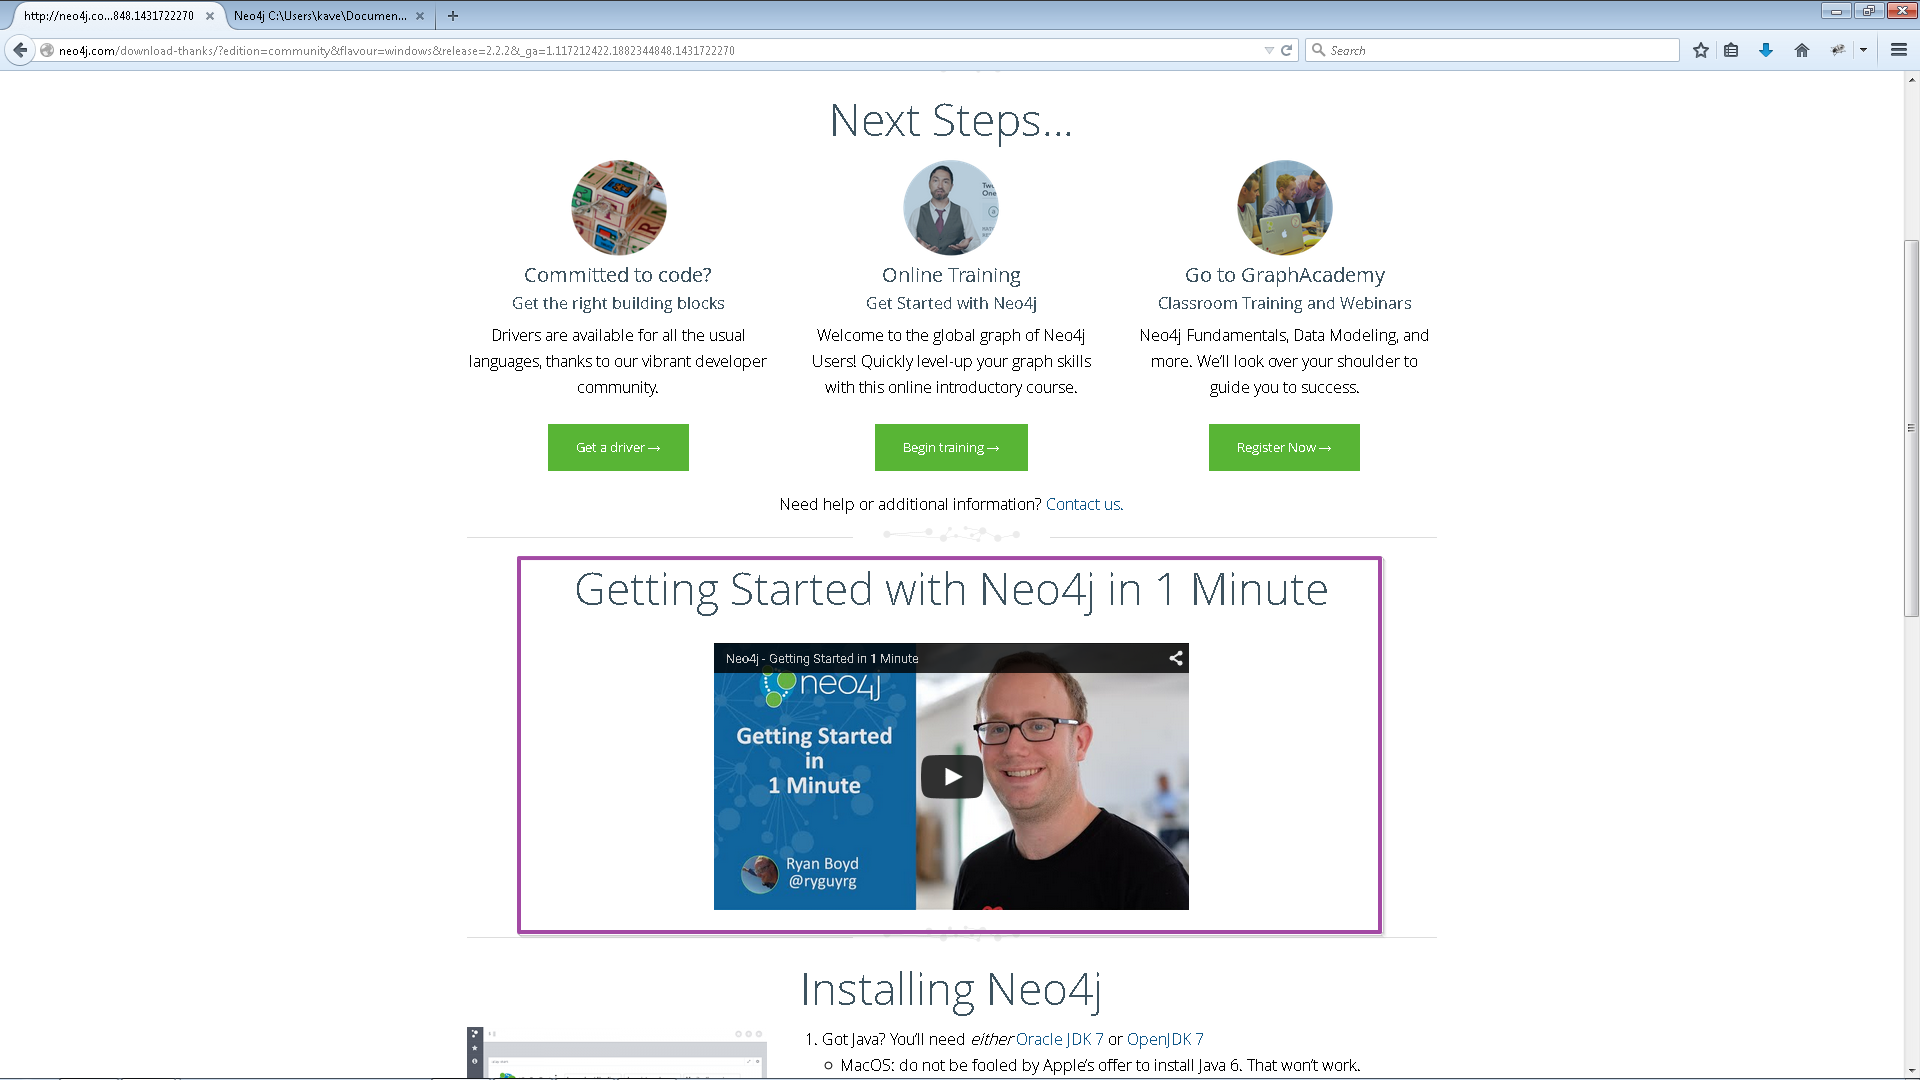 http://neo4j.co...848.1431722270
Neo4j C:\Users\kave\Documen...
neo4j.com/download-thanks/?edition=community&flavour=windows&release=2.2.2&_ga=1.117212422.1882344848.1431722270
Search
Next Steps...
Committed to code?
Get the right building blocks
Drivers are available for all the usual
languages, thanks to our vibrant developer
community.
Get a driver →
Online Training
Get Started with Neo4j
Welcome to the global graph of Neo4j
Users! Quickly level-up your graph skills
with this online introductory course.
Begin training →
Go to GraphAcademy
Classroom Training and Webinars
Neo4j Fundamentals, Data Modeling, and
more. We'll look over your shoulder to
guide you to success.
Register Now →
Need help or additional information? Contact us.
Getting Started with Neo4j in 1 Minute
Neo4j - Getting Started in 1 Minute
neo4j
Getting Started
in
1 Minute
Ryan Boyd
@ryguyrg
Installing Neo4j
1. Got Java? You'll need either Oracle JDK 7 or OpenJDK 7
MacOS: do not be fooled by Apple's offer to install Java 6. That won't work.